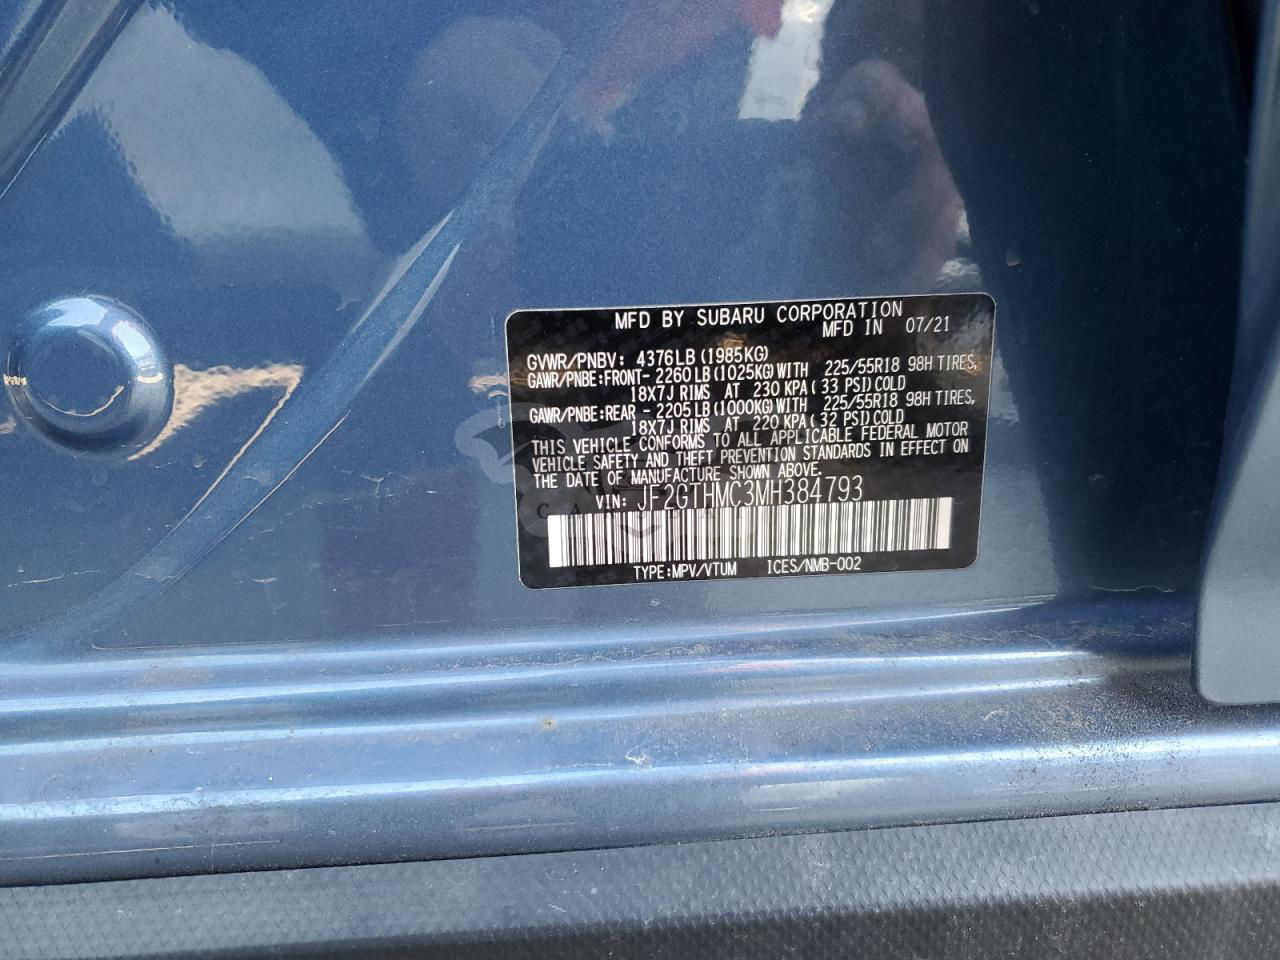 MFD BY SUBARU CORPORATION
MFD IN 07/21
GVWR/PNBV: 4376LB (1985KG)
GAWR/PNBE:FRONT- 2260LB (1025KG) WITH 225/55R18 98H TIRES,
18X7J RIMS AT 230 KPA ( 33 PSI) COLD
GAWR/PNBE:REAR - 2205LB (1000KG) WITH 225/55R18 98H TIRES,
18X7J RIMS AT 220 KPA ( 32 PSI) COLD
THIS VEHICLE CONFORMS TO ALL APPLICABLE FEDERAL MOTOR
VEHICLE SAFETY AND THEFT PREVENTION STANDARDS IN EFFECT ON
THE DATE OF MANUFACTURE SHOWN ABOVE.
VIN: JF2GTHMC3MH384793
TYPE:MPV/VTUM ICES/NMB-002